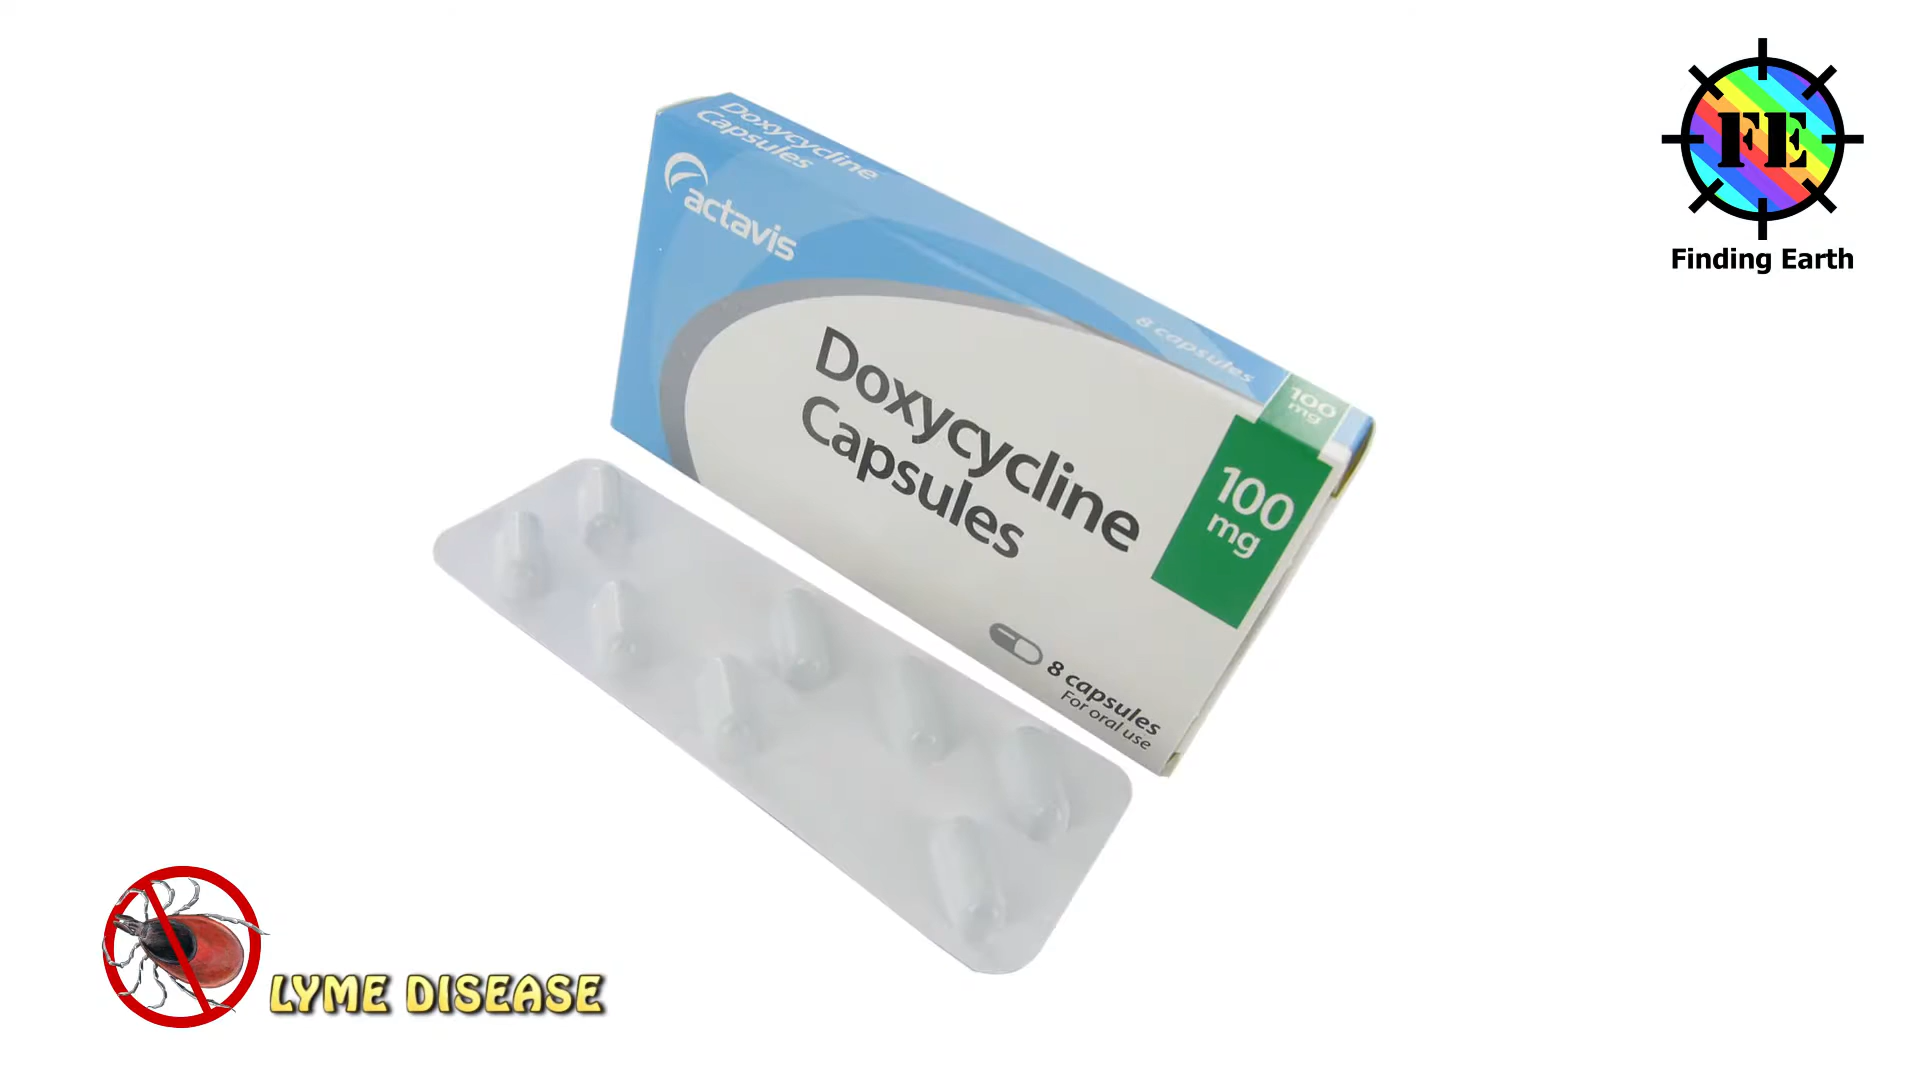 Doxycycline
Capsules
actavis
8 capsules
100
mg
Doxycycline
Capsules
100
mg
8 capsules
For oral use
FE
Finding Earth
LYME DISEASE